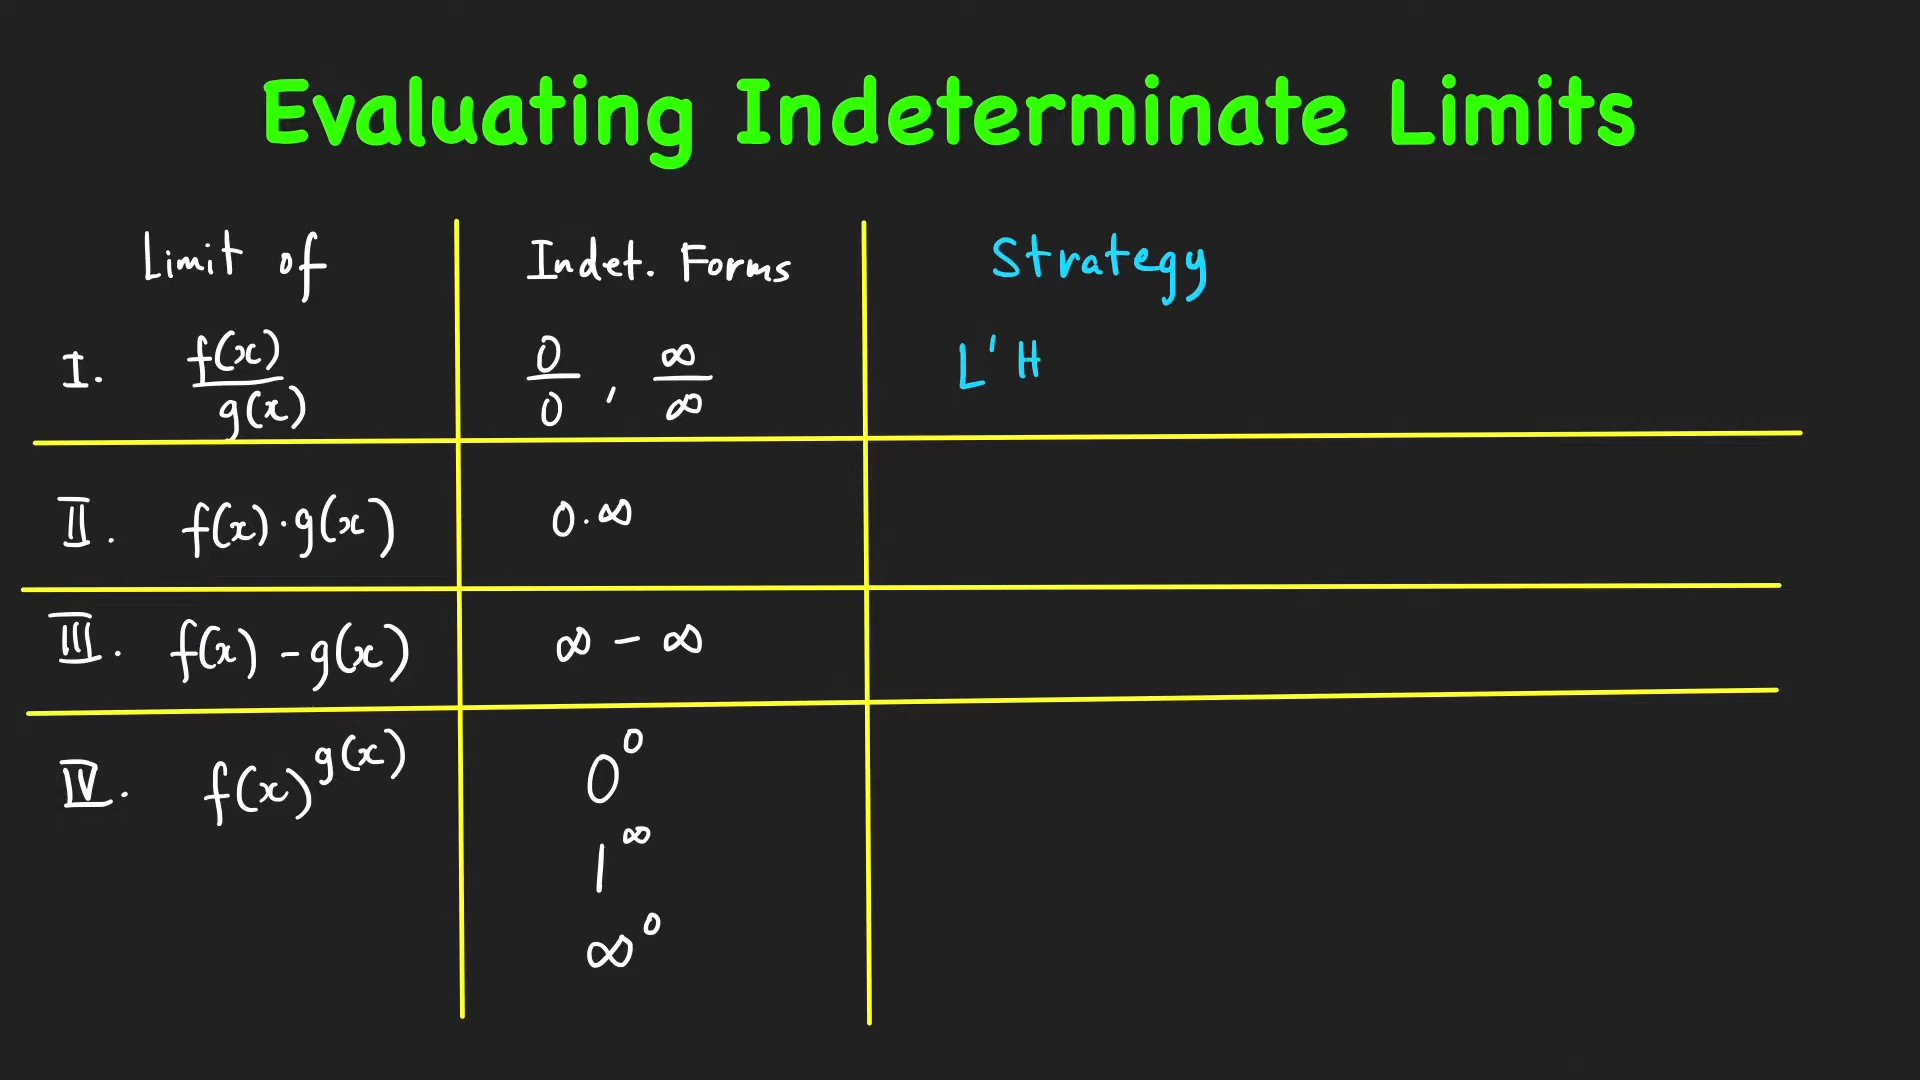 Evaluating Indeterminate Limits
Limit of Indet. Forms Strategy
I. f(x)/g(x) 0/0 , ∞/∞ L'H
II. f(x)·g(x) 0·∞
III. f(x) - g(x) ∞ - ∞
IV. f(x)^g(x) 0^0
1^∞
∞^0